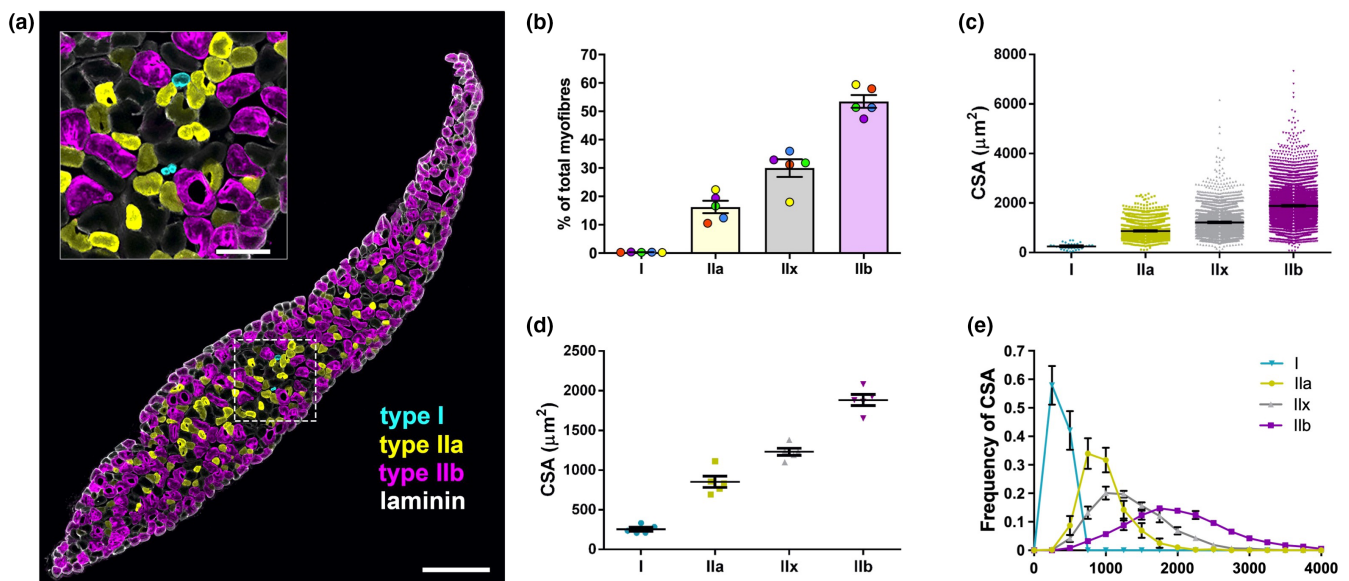 (a)
type I
type IIa
type IIb
laminin
(b)
% of total myofibres
70
60
50
40
30
20
10
0
I IIa IIx IIb
(c)
CSA (μm²)
8000
6000
4000
2000
0
I IIa IIx IIb
(d)
CSA (μm²)
2500
2000
1500
1000
500
0
I IIa IIx IIb
(e)
Frequency of CSA
0.7
0.6
0.5
0.4
0.3
0.2
0.1
0
I
IIa
IIx
IIb
0 1000 2000 3000 4000